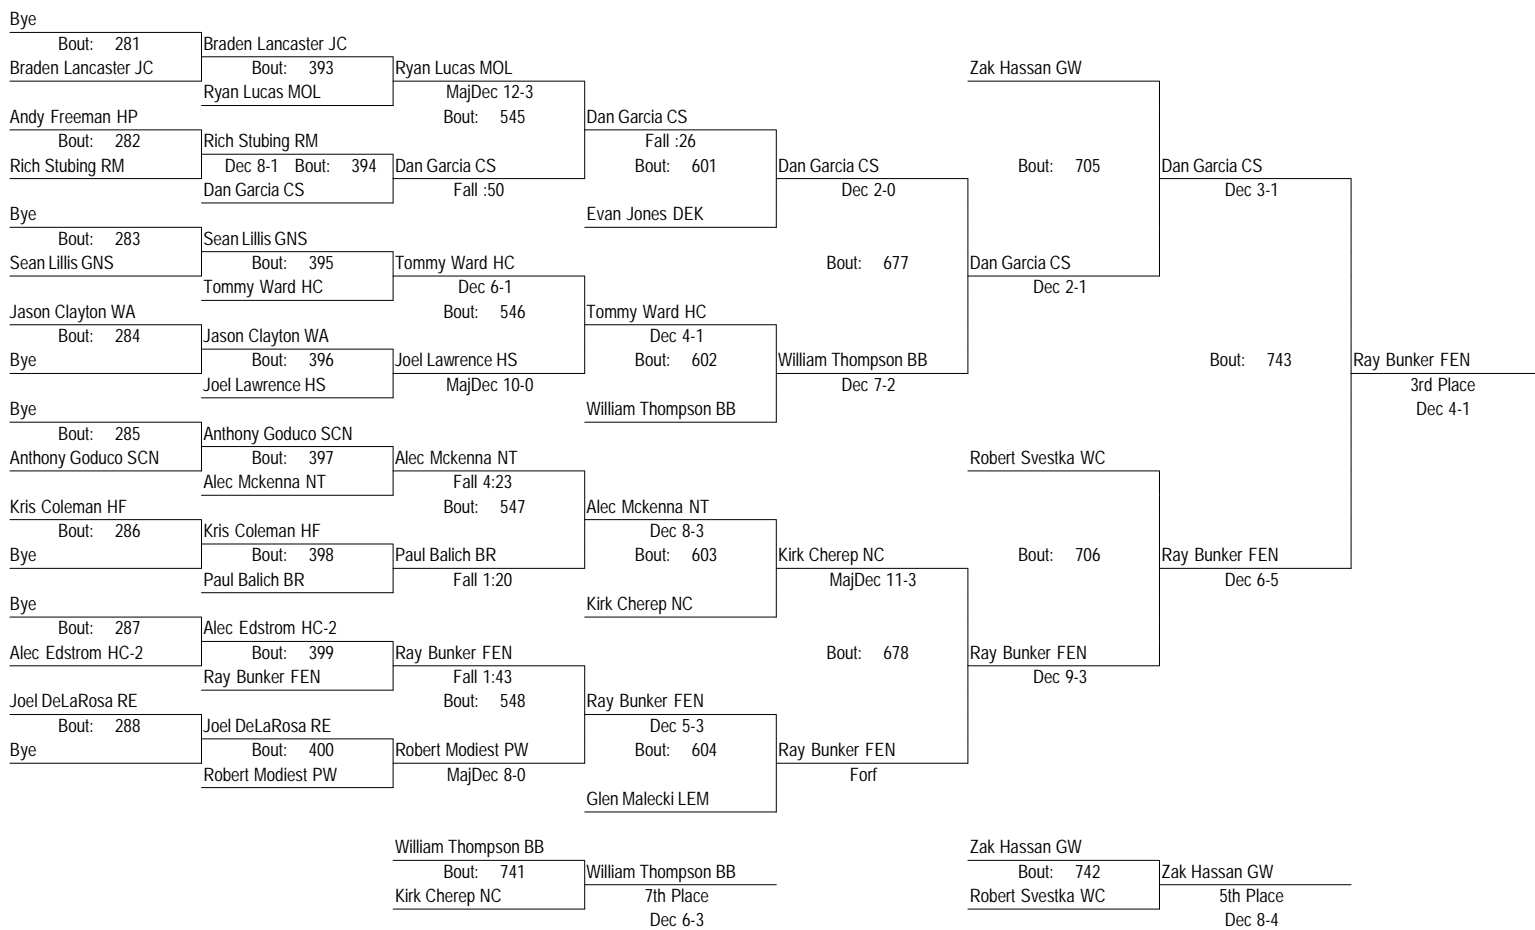 Bye
Bout: 281 Braden Lancaster JC
Braden Lancaster JC Bout: 393 Ryan Lucas MOL Zak Hassan GW
Ryan Lucas MOL MajDec 12-3
Andy Freeman HP Bout: 545 Dan Garcia CS
Bout: 282 Rich Stubing RM Fall :26
Rich Stubing RM Dec 8-1 Bout: 394 Dan Garcia CS Bout: 601 Dan Garcia CS Bout: 705 Dan Garcia CS
Dan Garcia CS Fall :50 Dec 2-0 Dec 3-1
Bye Evan Jones DEK
Bout: 283 Sean Lillis GNS
Sean Lillis GNS Bout: 395 Tommy Ward HC Bout: 677 Dan Garcia CS
Tommy Ward HC Dec 6-1 Dec 2-1
Jason Clayton WA Bout: 546 Tommy Ward HC
Bout: 284 Jason Clayton WA Dec 4-1
Bye Bout: 396 Joel Lawrence HS Bout: 602 William Thompson BB Bout: 743 Ray Bunker FEN
Joel Lawrence HS MajDec 10-0 Dec 7-2 3rd Place
Bye William Thompson BB Dec 4-1
Bout: 285 Anthony Goduco SCN
Anthony Goduco SCN Bout: 397 Alec Mckenna NT Robert Svestka WC
Alec Mckenna NT Fall 4:23
Kris Coleman HF Bout: 547 Alec Mckenna NT
Bout: 286 Kris Coleman HF Dec 8-3
Bye Bout: 398 Paul Balich BR Bout: 603 Kirk Cherep NC Bout: 706 Ray Bunker FEN
Paul Balich BR Fall 1:20 MajDec 11-3 Dec 6-5
Bye Kirk Cherep NC
Bout: 287 Alec Edstrom HC-2
Alec Edstrom HC-2 Bout: 399 Ray Bunker FEN Bout: 678 Ray Bunker FEN
Ray Bunker FEN Fall 1:43 Dec 9-3
Joel DeLaRosa RE Bout: 548 Ray Bunker FEN
Bout: 288 Joel DeLaRosa RE Dec 5-3
Bye Bout: 400 Robert Modiest PW Bout: 604 Ray Bunker FEN
Robert Modiest PW MajDec 8-0 Forf
Glen Malecki LEM
William Thompson BB Zak Hassan GW
Bout: 741 William Thompson BB Bout: 742 Zak Hassan GW
Kirk Cherep NC 7th Place Robert Svestka WC 5th Place
Dec 6-3 Dec 8-4